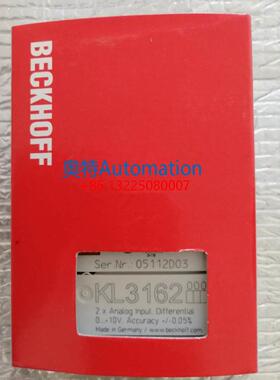 BECKHOFF
奥特Automation
+86 13225080007
Ser.Nr. 05112D03
KL3162 000
2 x Analog Input, Differential
0...+10V, Accuracy +/-0.05%
Made in Germany / www.beckhoff.com